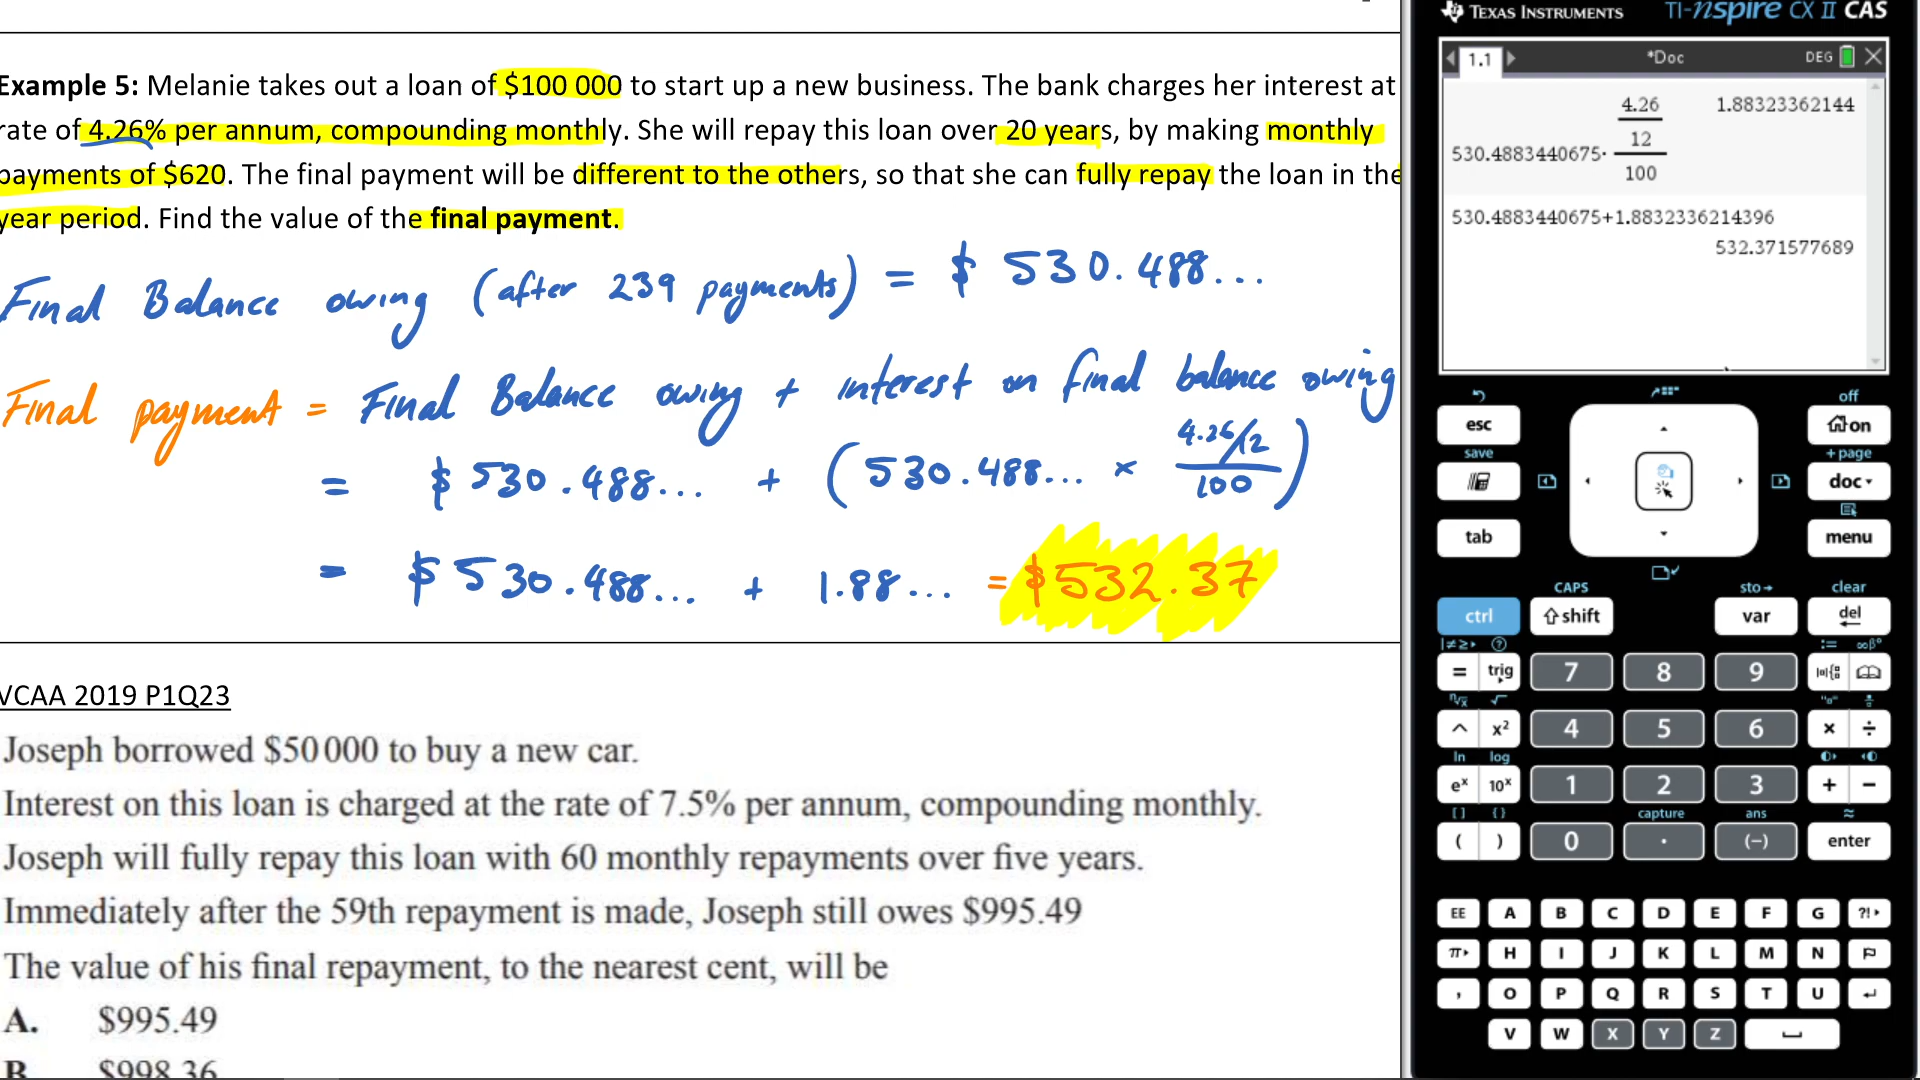 Example 5: Melanie takes out a loan of $100 000 to start up a new business. The bank charges her interest at
rate of 4.26% per annum, compounding monthly. She will repay this loan over 20 years, by making monthly
payments of $620. The final payment will be different to the others, so that she can fully repay the loan in the
year period. Find the value of the final payment.
Final Balance owing (after 239 payments) = $ 530.488...
Final payment = Final Balance owing + interest on final balance owing
= $ 530.488... + (530.488... × 4.26/12 / 100)
= $ 530.488... + 1.88... = $532.37
VCAA 2019 P1Q23
Joseph borrowed $50 000 to buy a new car.
Interest on this loan is charged at the rate of 7.5% per annum, compounding monthly.
Joseph will fully repay this loan with 60 monthly repayments over five years.
Immediately after the 59th repayment is made, Joseph still owes $995.49
The value of his final repayment, to the nearest cent, will be
A. $995.49
B. $998.36
TEXAS INSTRUMENTS TI-nspire CX II CAS
1.1 *Doc DEG
4.26 1.88323362144
12
530.4883440675·
100
530.4883440675+1.8832336214396
532.371577689
off
esc on
save +page
doc
tab menu
CAPS sto→ clear
ctrl shift var del
= trig 7 8 9
^ x² 4 5 6 × ÷
ln log
eˣ 10ˣ 1 2 3 + −
[ ] { } capture ans ≈
( ) 0 . (−) enter
EE A B C D E F G ?!
π H I J K L M N
, O P Q R S T U
V W X Y Z